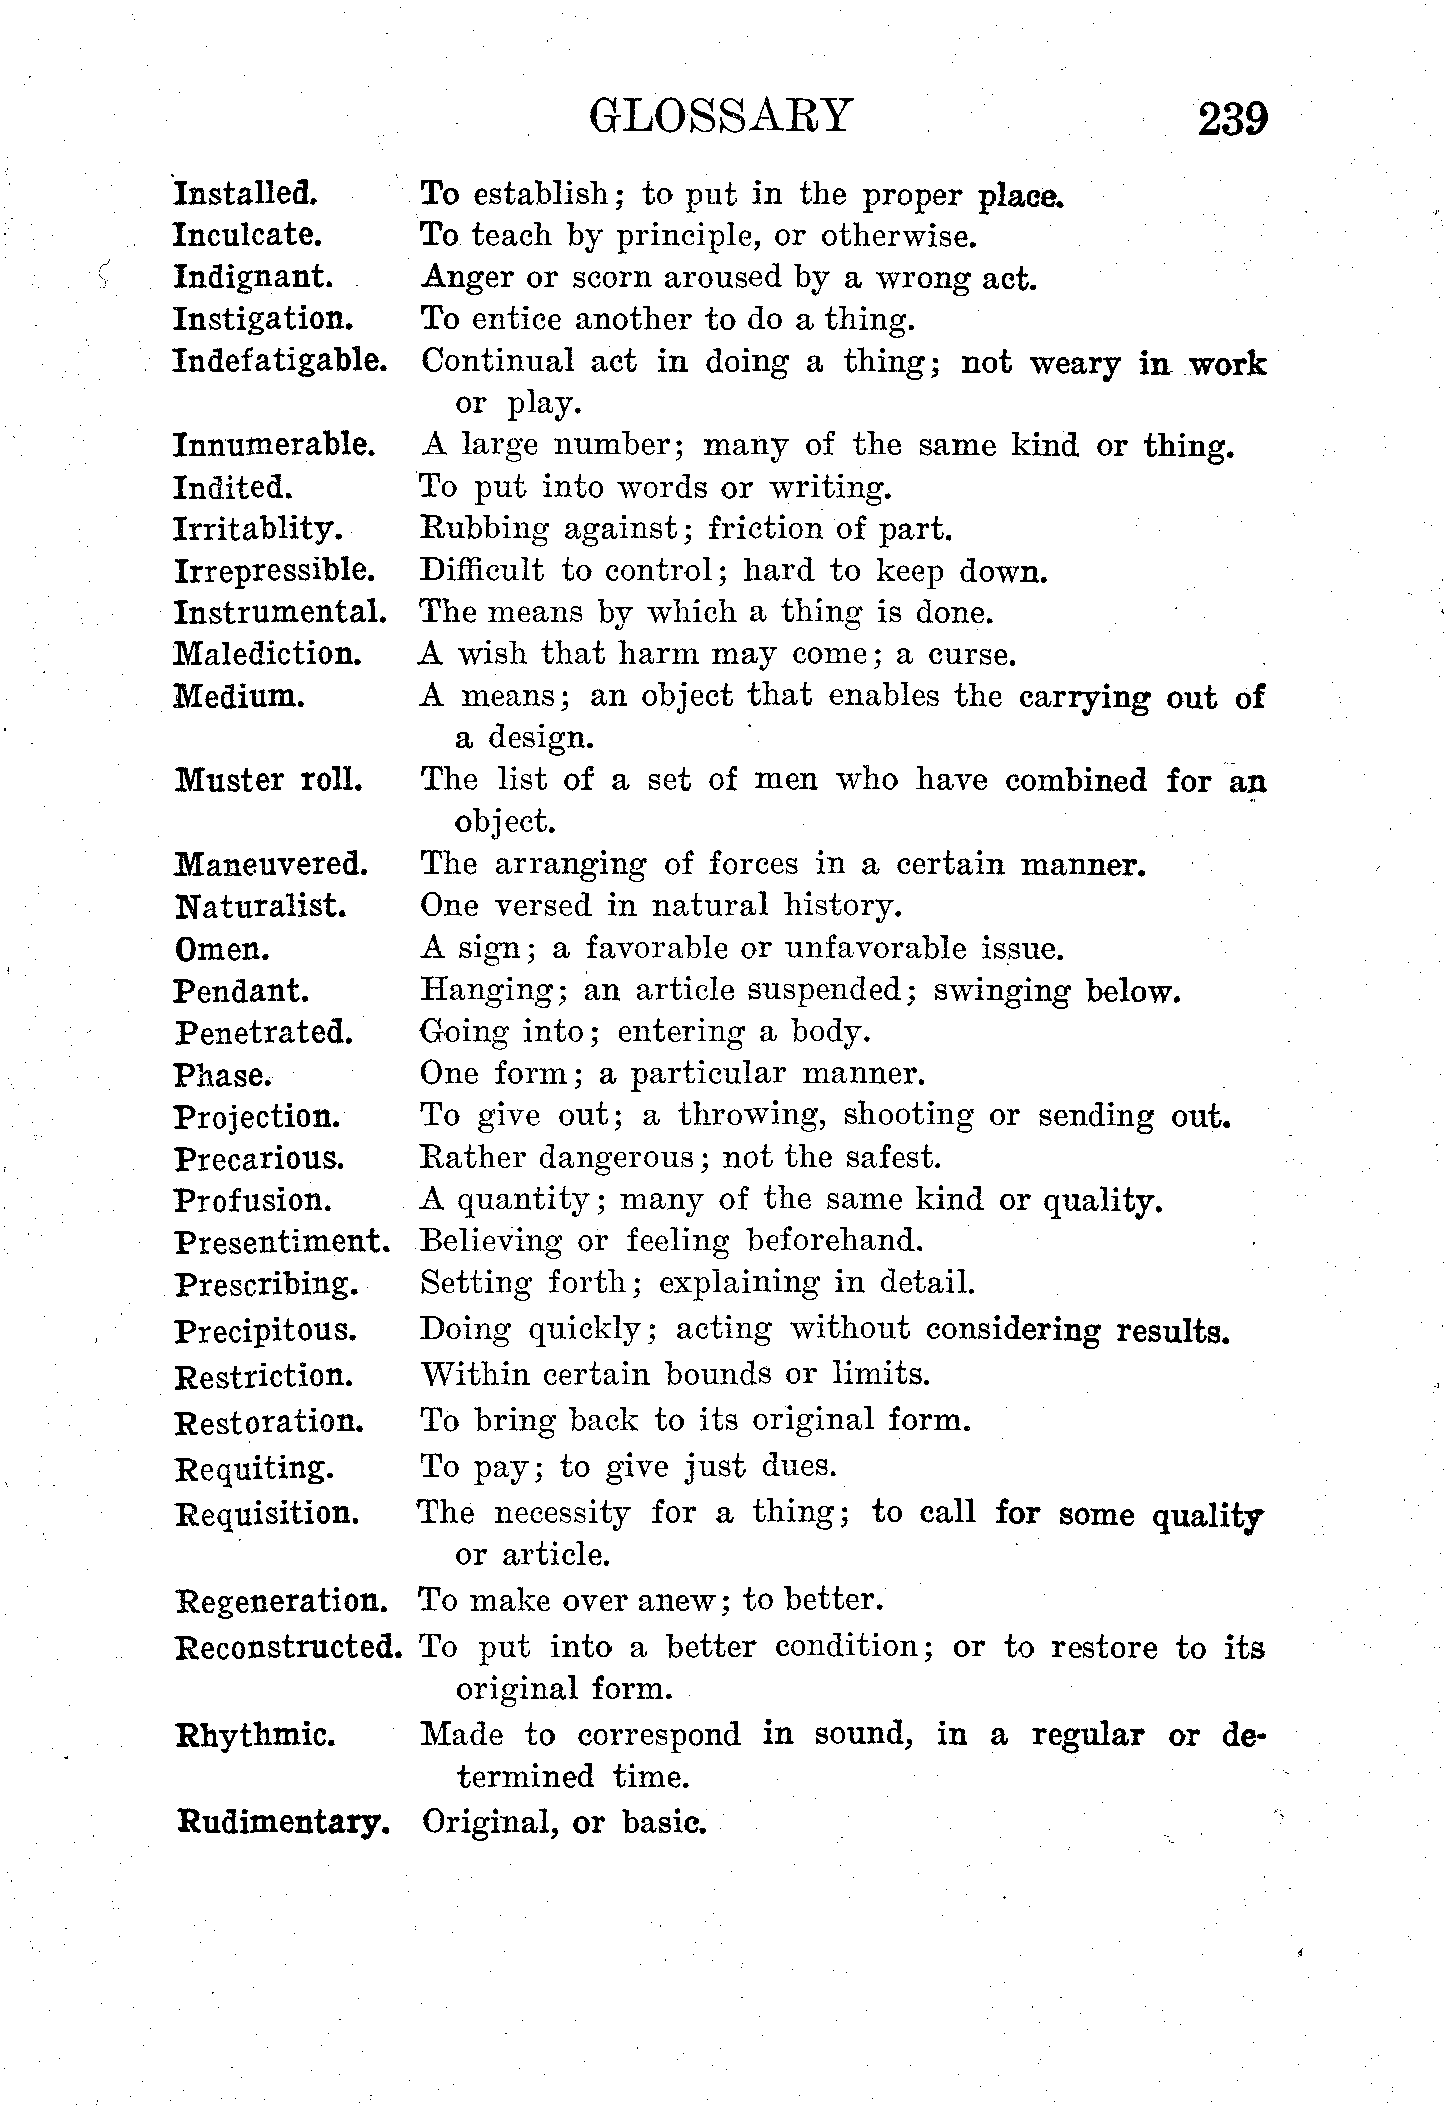 GLOSSARY 239
Installed. To establish; to put in the proper place.
Inculcate. To teach by principle, or otherwise.
Indignant. Anger or scorn aroused by a wrong act.
Instigation. To entice another to do a thing.
Indefatigable. Continual act in doing a thing; not weary in work
or play.
Innumerable. A large number; many of the same kind or thing.
Indited. To put into words or writing.
Irritablity. Rubbing against; friction of part.
Irrepressible. Difficult to control; hard to keep down.
Instrumental. The means by which a thing is done.
Malediction. A wish that harm may come; a curse.
Medium. A means; an object that enables the carrying out of
a design.
Muster roll. The list of a set of men who have combined for an
object.
Maneuvered. The arranging of forces in a certain manner.
Naturalist. One versed in natural history.
Omen. A sign; a favorable or unfavorable issue.
Pendant. Hanging; an article suspended; swinging below.
Penetrated. Going into; entering a body.
Phase. One form; a particular manner.
Projection. To give out; a throwing, shooting or sending out.
Precarious. Rather dangerous; not the safest.
Profusion. A quantity; many of the same kind or quality.
Presentiment. Believing or feeling beforehand.
Prescribing. Setting forth; explaining in detail.
Precipitous. Doing quickly; acting without considering results.
Restriction. Within certain bounds or limits.
Restoration. To bring back to its original form.
Requiting. To pay; to give just dues.
Requisition. The necessity for a thing; to call for some quality
or article.
Regeneration. To make over anew; to better.
Reconstructed. To put into a better condition; or to restore to its
original form.
Rhythmic. Made to correspond in sound, in a regular or de-
termined time.
Rudimentary. Original, or basic.